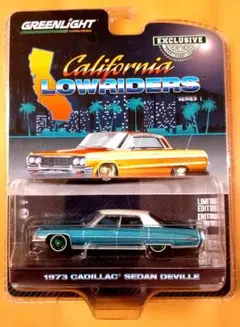 GREENLIGHT
EXCLUSIVE
California
LOWRIDERS
SERIES 1
LIMITED
EDITION
1973 CADILLAC® SEDAN DEVILLE